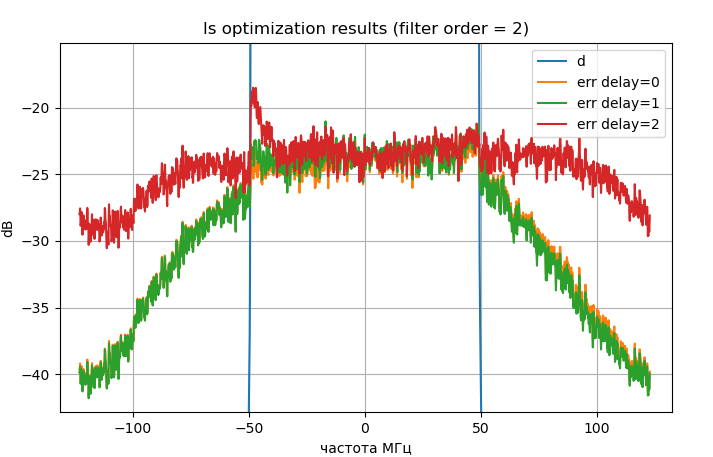 ls optimization results (filter order = 2)
d
err delay=0
err delay=1
err delay=2
dB
−20
−25
−30
−35
−40
−100
−50
0
50
100
частота МГц